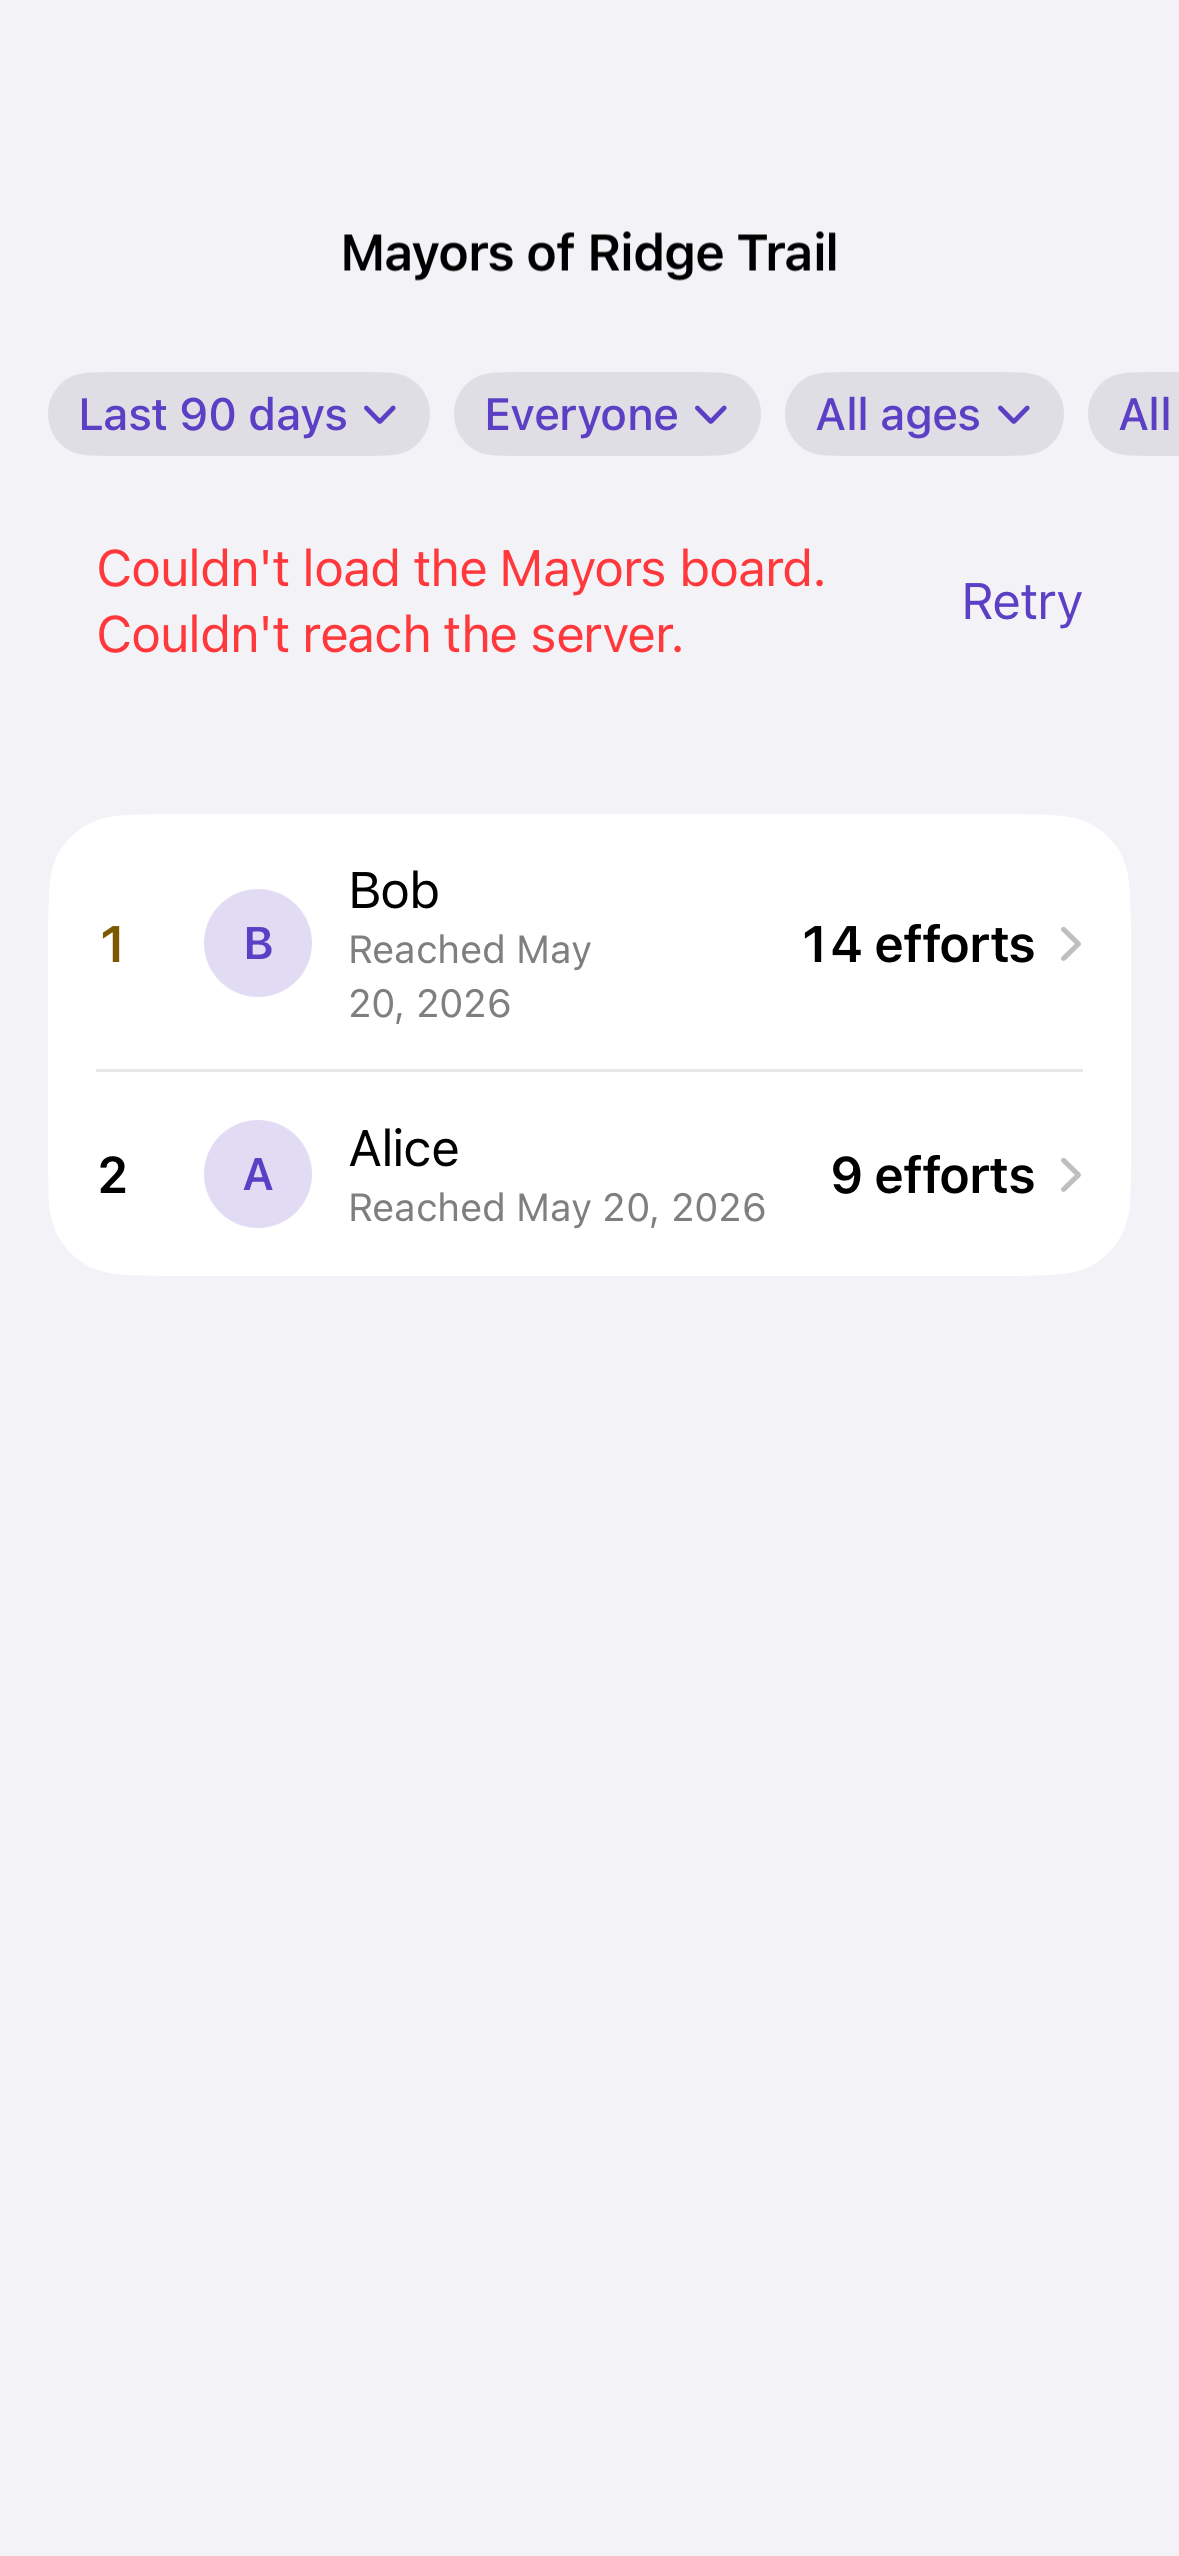 Mayors of Ridge Trail
Last 90 days
Everyone
All ages
All
Couldn't load the Mayors board.
Couldn't reach the server.
Retry
1
B
Bob
Reached May
20, 2026
14 efforts
2
A
Alice
Reached May 20, 2026
9 efforts